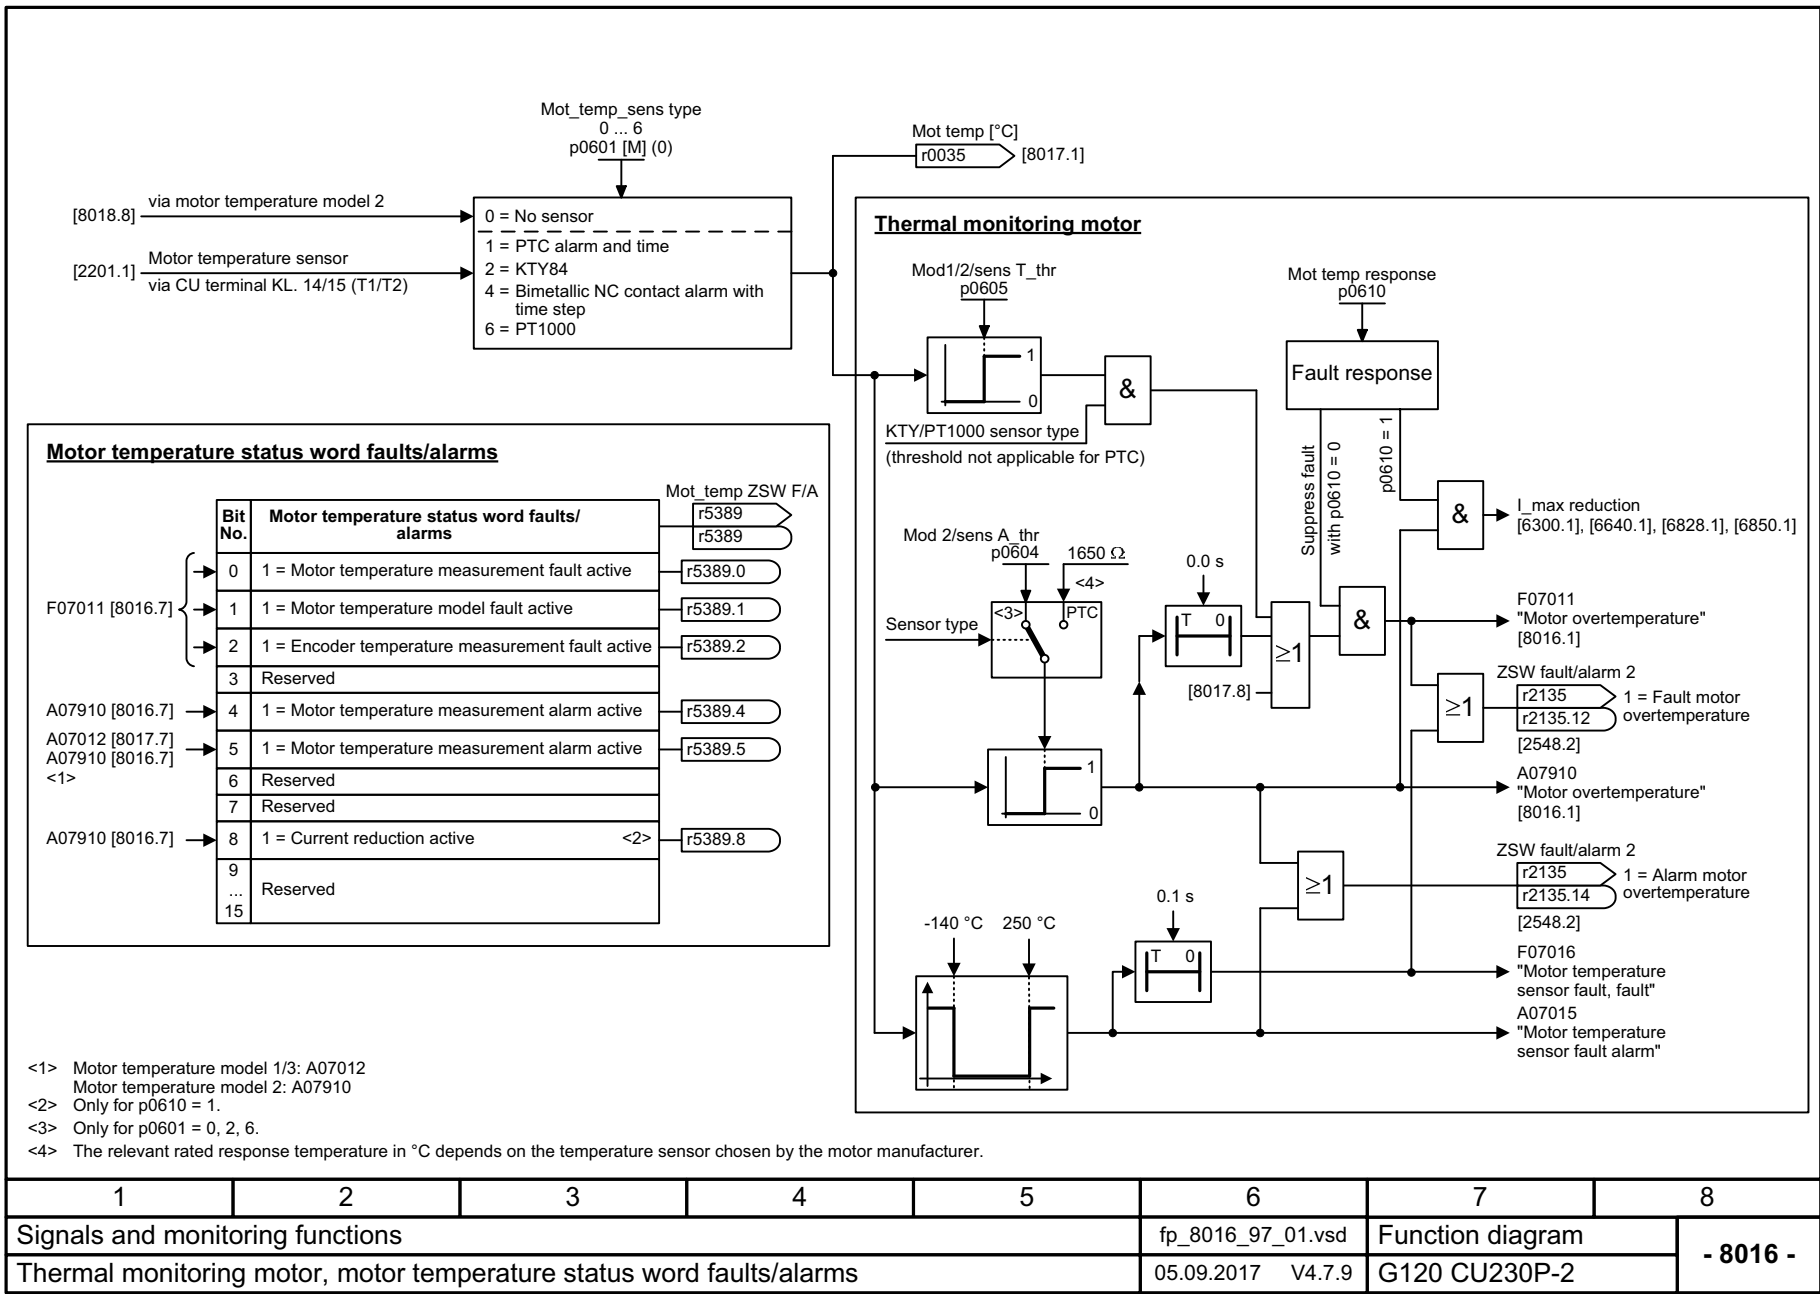 Mot_temp_sens type
0 ... 6
p0601 [M] (0)
Mot temp [°C]
r0035 [8017.1]
[8018.8] via motor temperature model 2
[2201.1] Motor temperature sensor
via CU terminal KL. 14/15 (T1/T2)
0 = No sensor
1 = PTC alarm and time
2 = KTY84
4 = Bimetallic NC contact alarm with
time step
6 = PT1000
Thermal monitoring motor
Mod1/2/sens T_thr
p0605
1
0
&
KTY/PT1000 sensor type
(threshold not applicable for PTC)
Mot temp response
p0610
Fault response
Suppress fault
with p0610 = 0
p0610 = 1
&
I_max reduction
[6300.1], [6640.1], [6828.1], [6850.1]
Mod 2/sens A_thr
p0604
1650 Ω
<4>
<3>
PTC
Sensor type
0.0 s
T 0
≥1
[8017.8]
&
F07011
"Motor overtemperature"
[8016.1]
ZSW fault/alarm 2
r2135
r2135.12
1 = Fault motor
overtemperature
[2548.2]
≥1
1
0
A07910
"Motor overtemperature"
[8016.1]
ZSW fault/alarm 2
r2135
r2135.14
1 = Alarm motor
overtemperature
[2548.2]
≥1
0.1 s
T 0
-140 °C 250 °C
F07016
"Motor temperature
sensor fault, fault"
A07015
"Motor temperature
sensor fault alarm"
Motor temperature status word faults/alarms
Mot_temp ZSW F/A
r5389
r5389
Bit
No.
Motor temperature status word faults/
alarms
F07011 [8016.7]
0 1 = Motor temperature measurement fault active r5389.0
1 1 = Motor temperature model fault active r5389.1
2 1 = Encoder temperature measurement fault active r5389.2
3 Reserved
A07910 [8016.7] 4 1 = Motor temperature measurement alarm active r5389.4
A07012 [8017.7]
A07910 [8016.7]
<1>
5 1 = Motor temperature measurement alarm active r5389.5
6 Reserved
7 Reserved
A07910 [8016.7] 8 1 = Current reduction active <2> r5389.8
9
...
15
Reserved
<1> Motor temperature model 1/3: A07012
Motor temperature model 2: A07910
<2> Only for p0610 = 1.
<3> Only for p0601 = 0, 2, 6.
<4> The relevant rated response temperature in °C depends on the temperature sensor chosen by the motor manufacturer.
1 2 3 4 5 6 7 8
Signals and monitoring functions
fp_8016_97_01.vsd
Function diagram
- 8016 -
Thermal monitoring motor, motor temperature status word faults/alarms
05.09.2017 V4.7.9
G120 CU230P-2